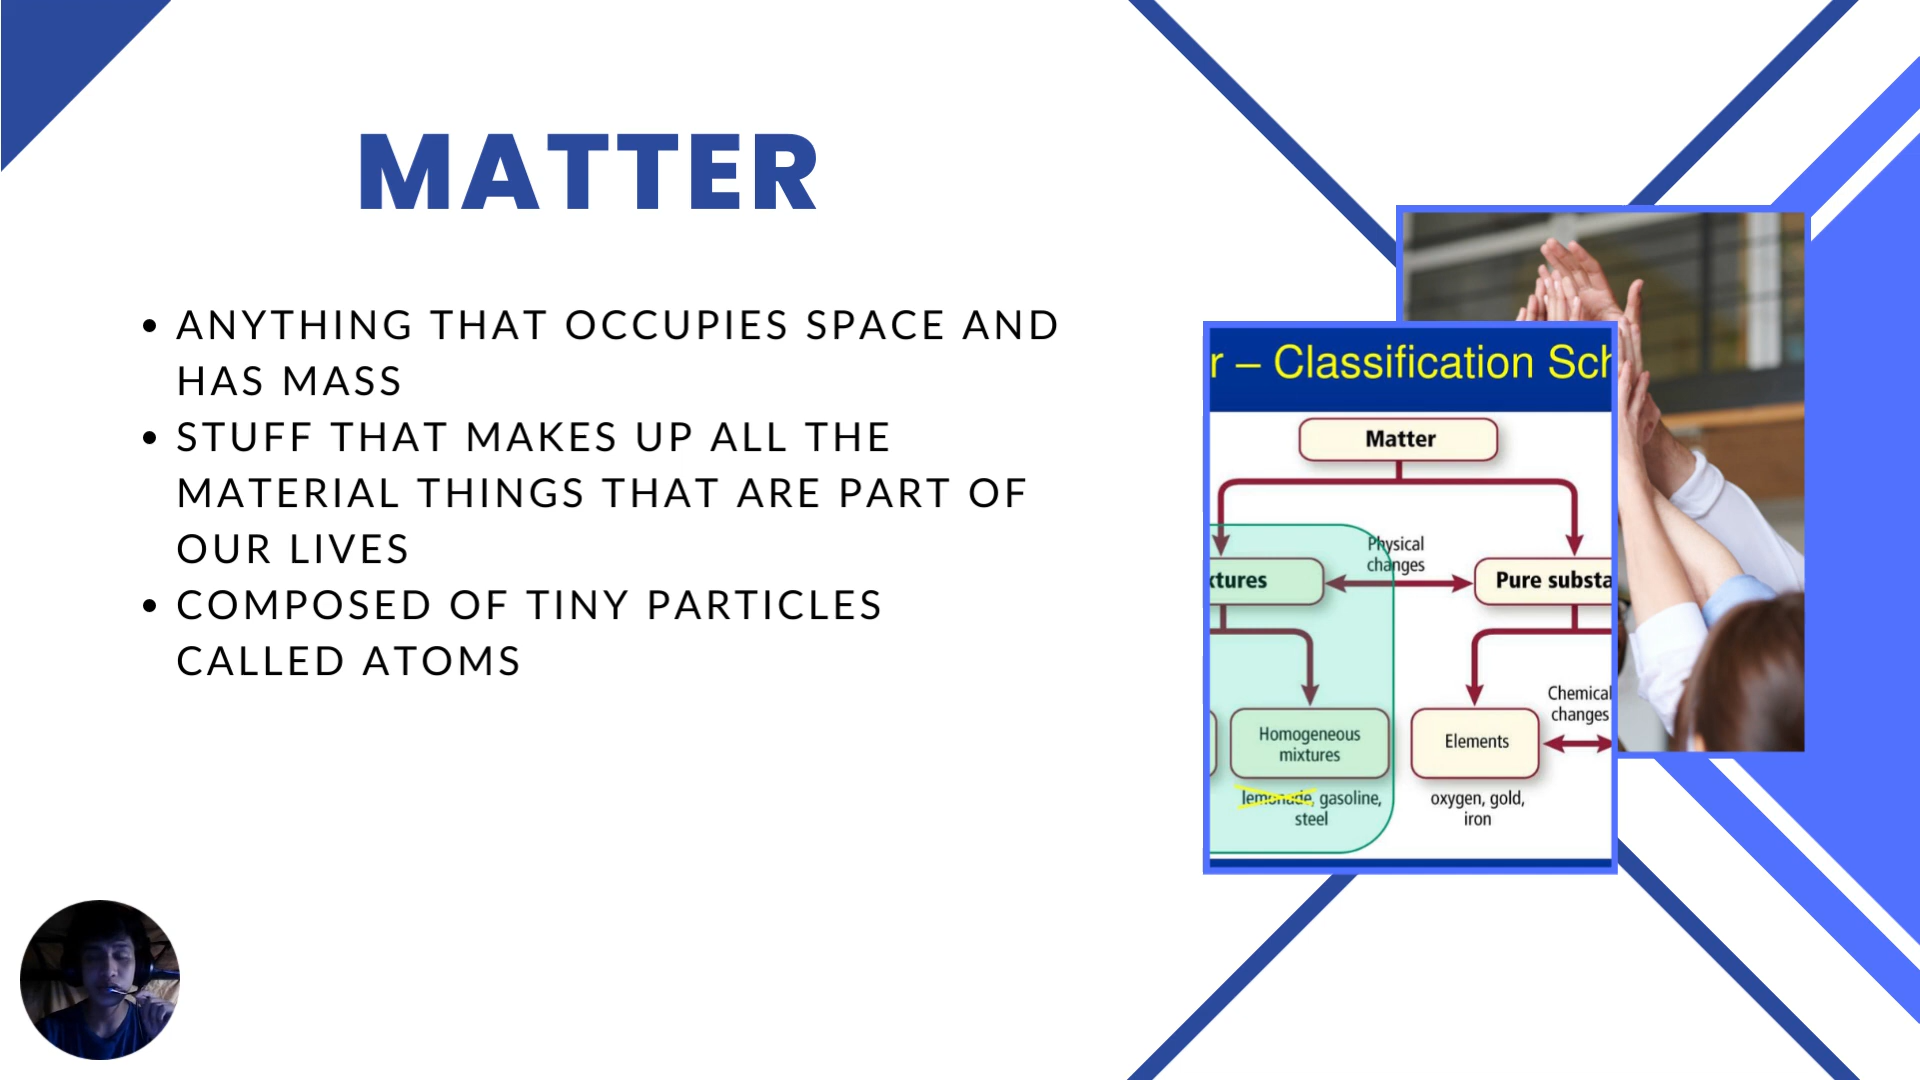 MATTER
• ANYTHING THAT OCCUPIES SPACE AND
HAS MASS
• STUFF THAT MAKES UP ALL THE
MATERIAL THINGS THAT ARE PART OF
OUR LIVES
• COMPOSED OF TINY PARTICLES
CALLED ATOMS
r – Classification Sch
Matter
Physical
changes
xtures
Pure substa
Chemical
changes
Homogeneous
mixtures
Elements
lemonade, gasoline,
steel
oxygen, gold,
iron